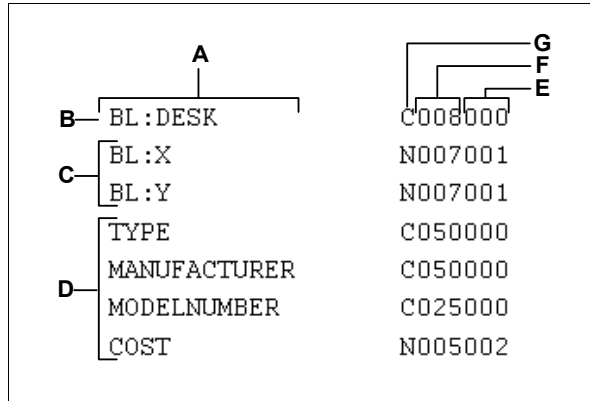 G
A F
E
B BL:DESK C008000
BL:X N007001
C
BL:Y N007001
TYPE C050000
MANUFACTURER C050000
D
MODELNUMBER C025000
COST N005002